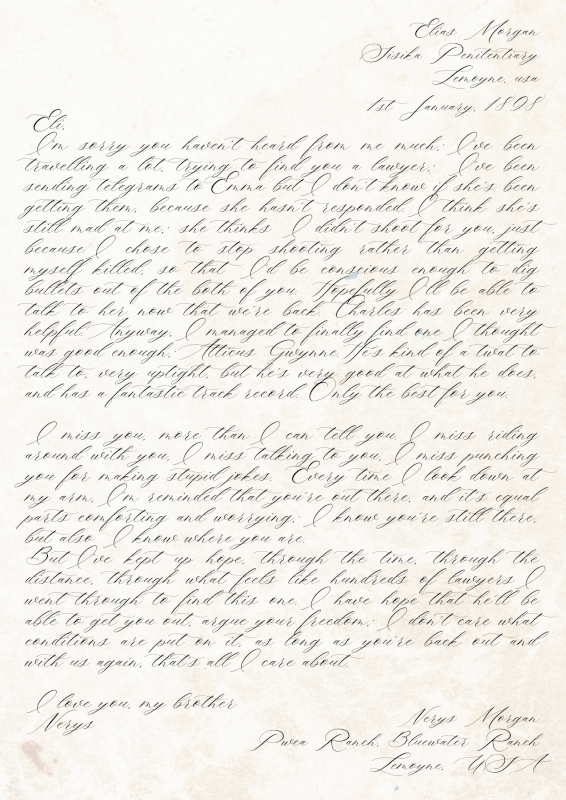 Elias Morgan
Sisika Penitentiary
Lemoyne, usa
1st January, 1898
Eli,
I'm sorry you haven't heard from me much; I've been
travelling a lot, trying to find you a lawyer; I've been
sending telegrams to Emma but I don't know if she's been
getting them, because she hasn't responded. I think she's
still mad at me; she thinks I didn't shoot for you, just
because I chose to stop shooting rather than getting
myself killed, so that I'd be conscious enough to dig
bullets out of the both of you. Hopefully I'll be able to
talk to her now that we're back. Charles has been very
helpful. Anyway, I managed to finally find one I thought
was good enough; Atticus Gwynne. He's kind of a twat to
talk to, very uptight, but he's very good at what he does,
and has a fantastic track record. Only the best for you.
I miss you, more than I can tell you. I miss riding
around with you, I miss talking to you, I miss punching
you for making stupid jokes. Every time I look down at
my arm, I'm reminded that you're out there, and it's equal
parts comforting and worrying; I know you're still there,
but also I know where you are.
But I've kept up hope, through the time, through the
distance, through what feels like hundreds of lawyers I
went through to find this one, I have hope that he'll be
able to get you out, argue your freedom; I don't care what
conditions are put on it, as long as you're back out and
with us again, that's all I care about.
I love you, my brother
Nerys
Nerys Morgan
Pwca Ranch, Bluewater Ranch
Lemoyne, USA